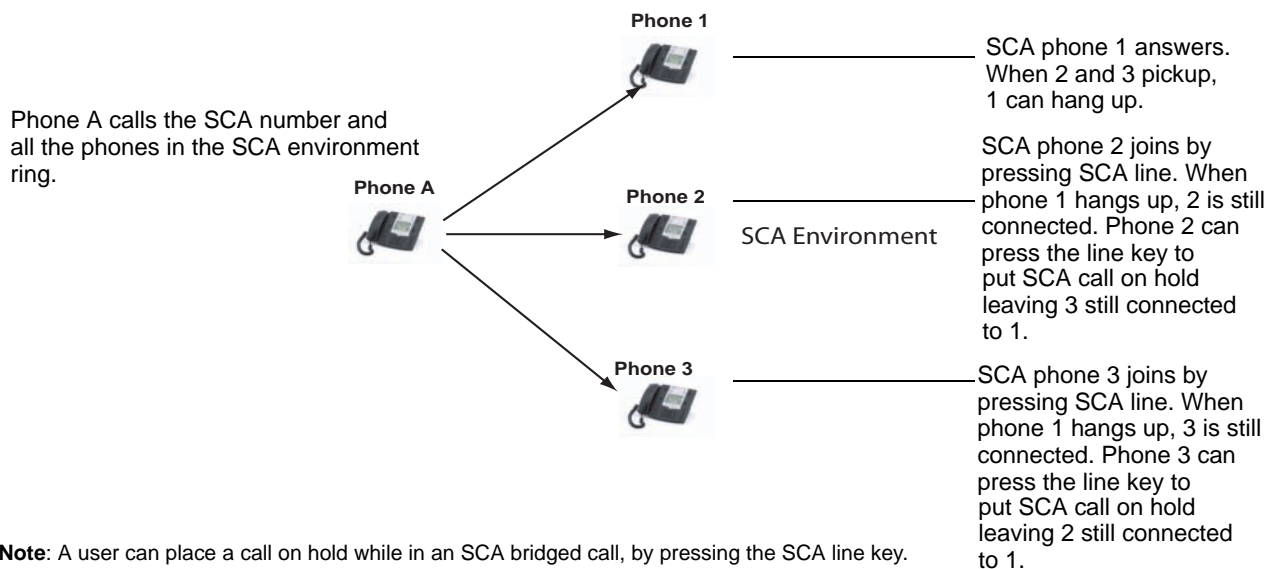 Phone 1
SCA phone 1 answers.
When 2 and 3 pickup,
1 can hang up.
Phone A calls the SCA number and
all the phones in the SCA environment
ring.
Phone A
Phone 2
SCA Environment
SCA phone 2 joins by
pressing SCA line. When
phone 1 hangs up, 2 is still
connected. Phone 2 can
press the line key to
put SCA call on hold
leaving 3 still connected
to 1.
Phone 3
SCA phone 3 joins by
pressing SCA line. When
phone 1 hangs up, 3 is still
connected. Phone 3 can
press the line key to
put SCA call on hold
leaving 2 still connected
to 1.
Note: A user can place a call on hold while in an SCA bridged call, by pressing the SCA line key.